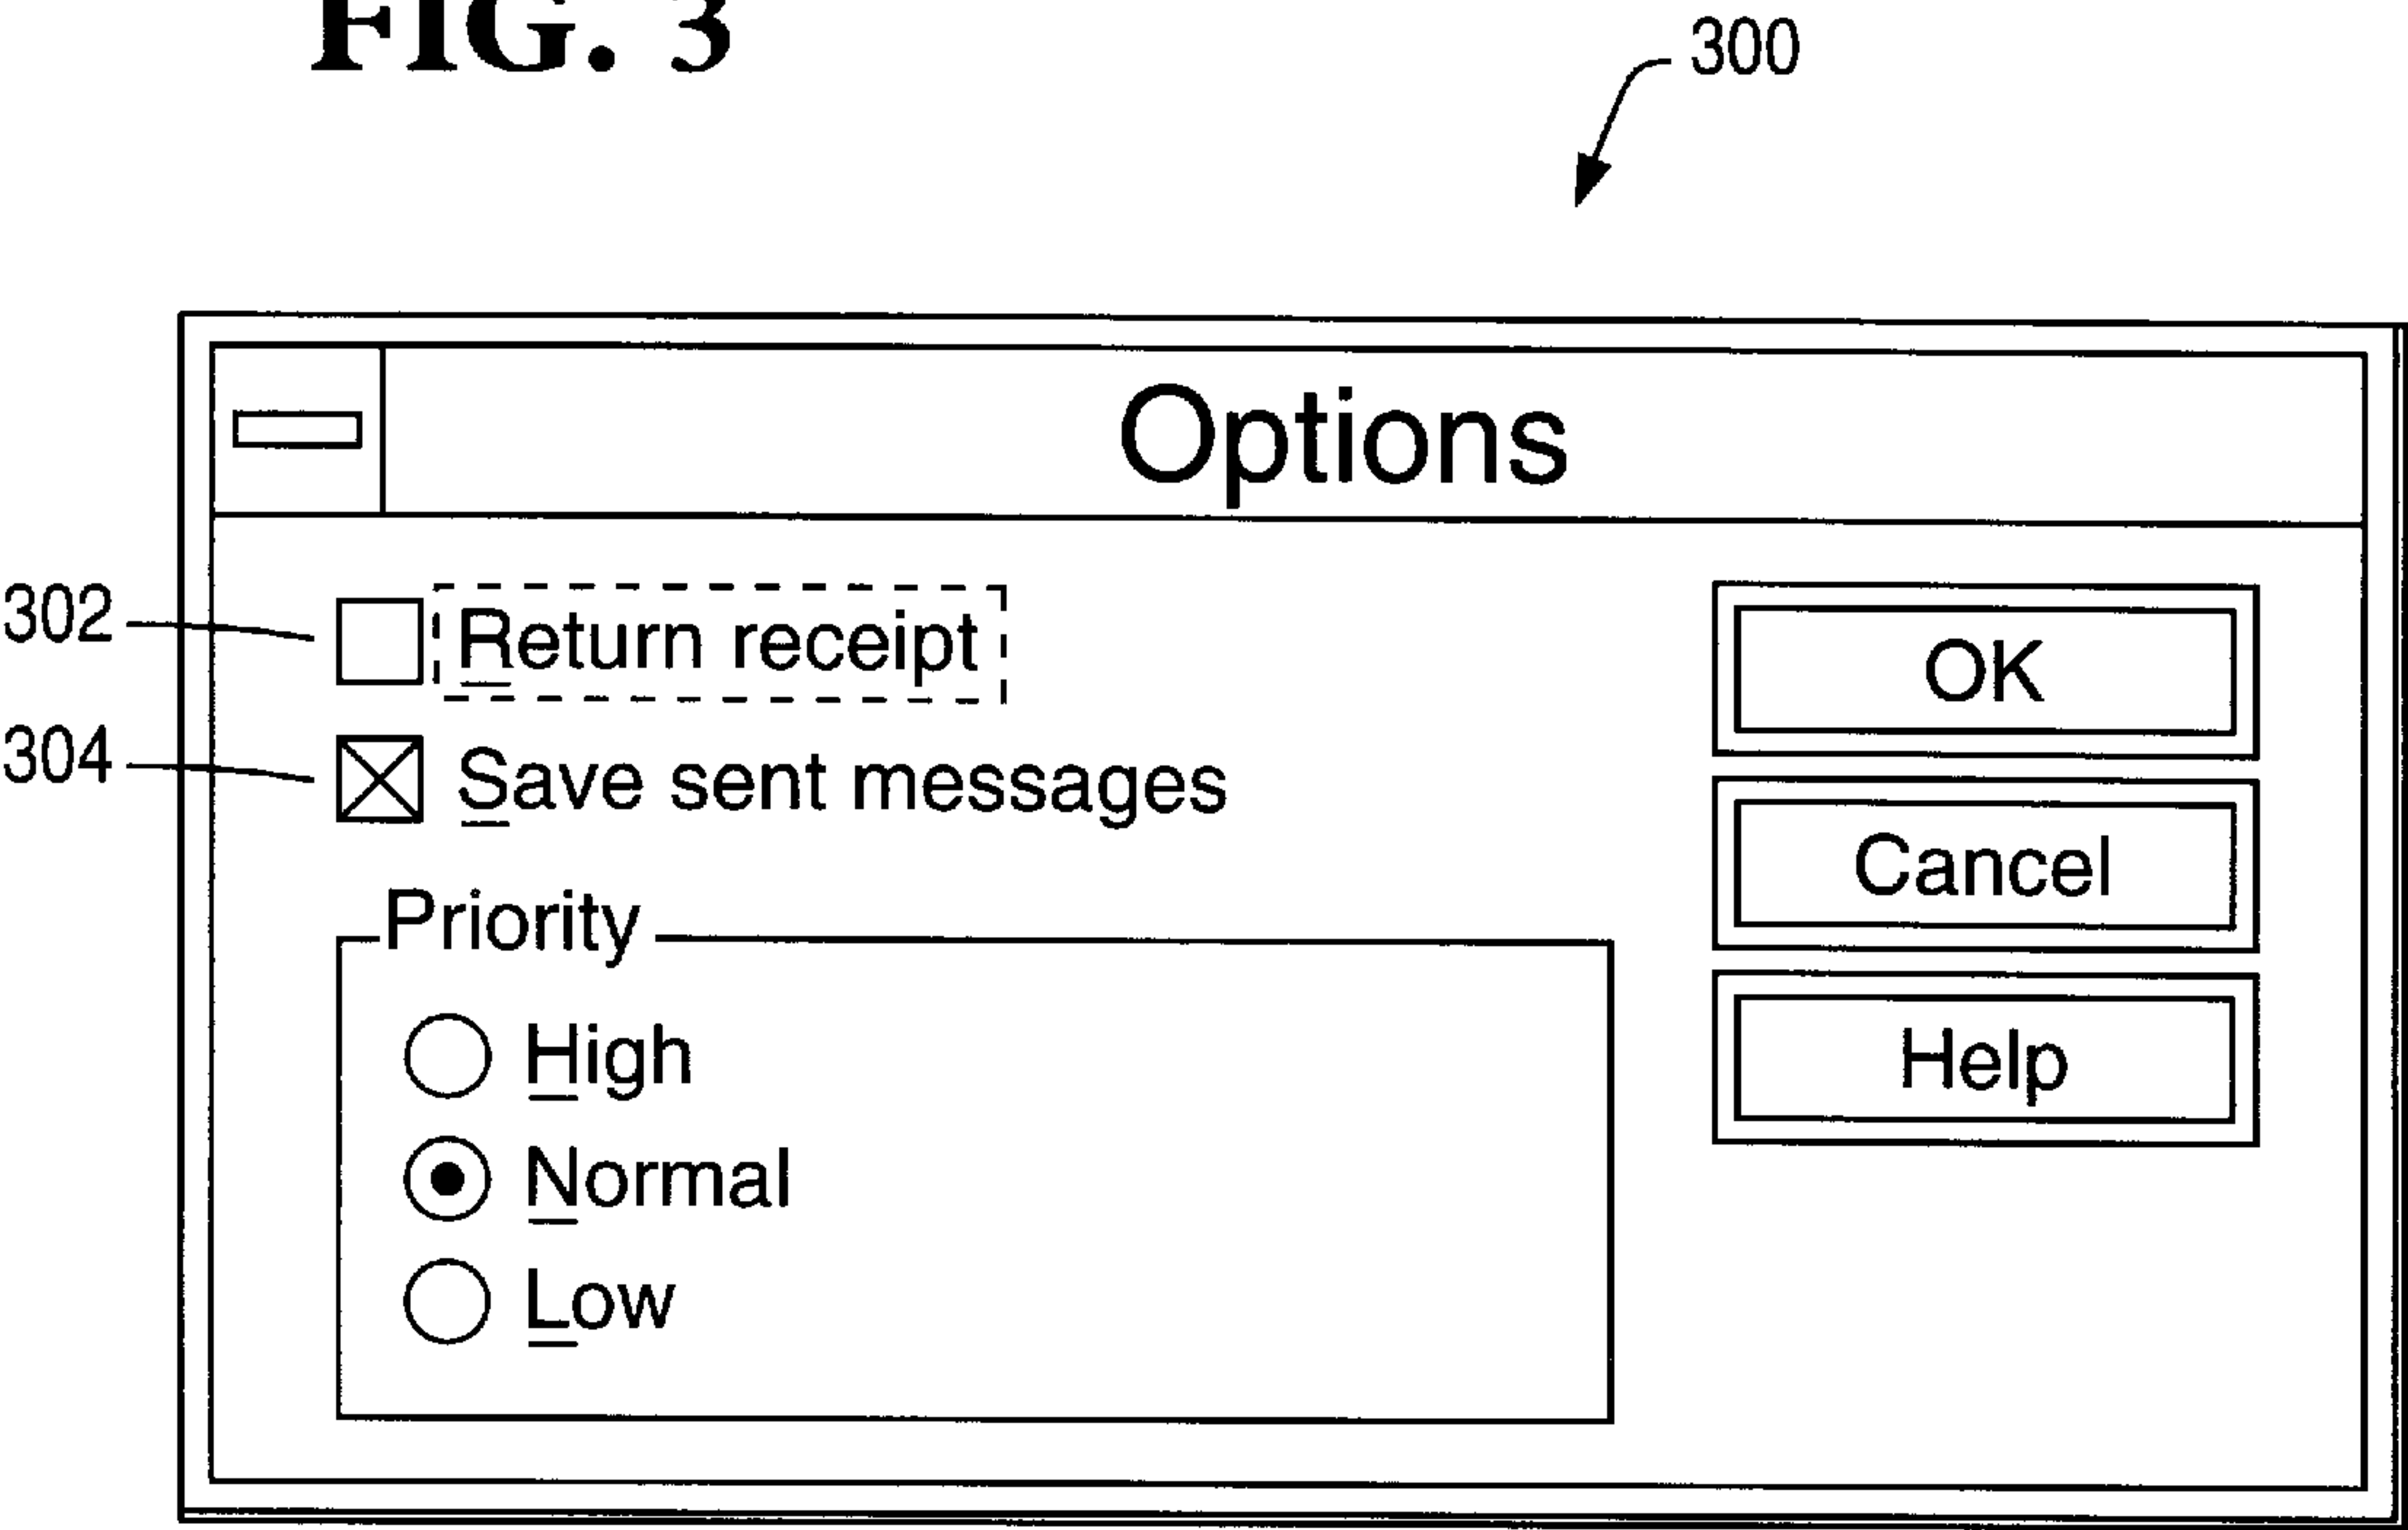 FIG. 3
300
Options
302
Return receipt
304
Save sent messages
Priority
High
Normal
Low
OK
Cancel
Help